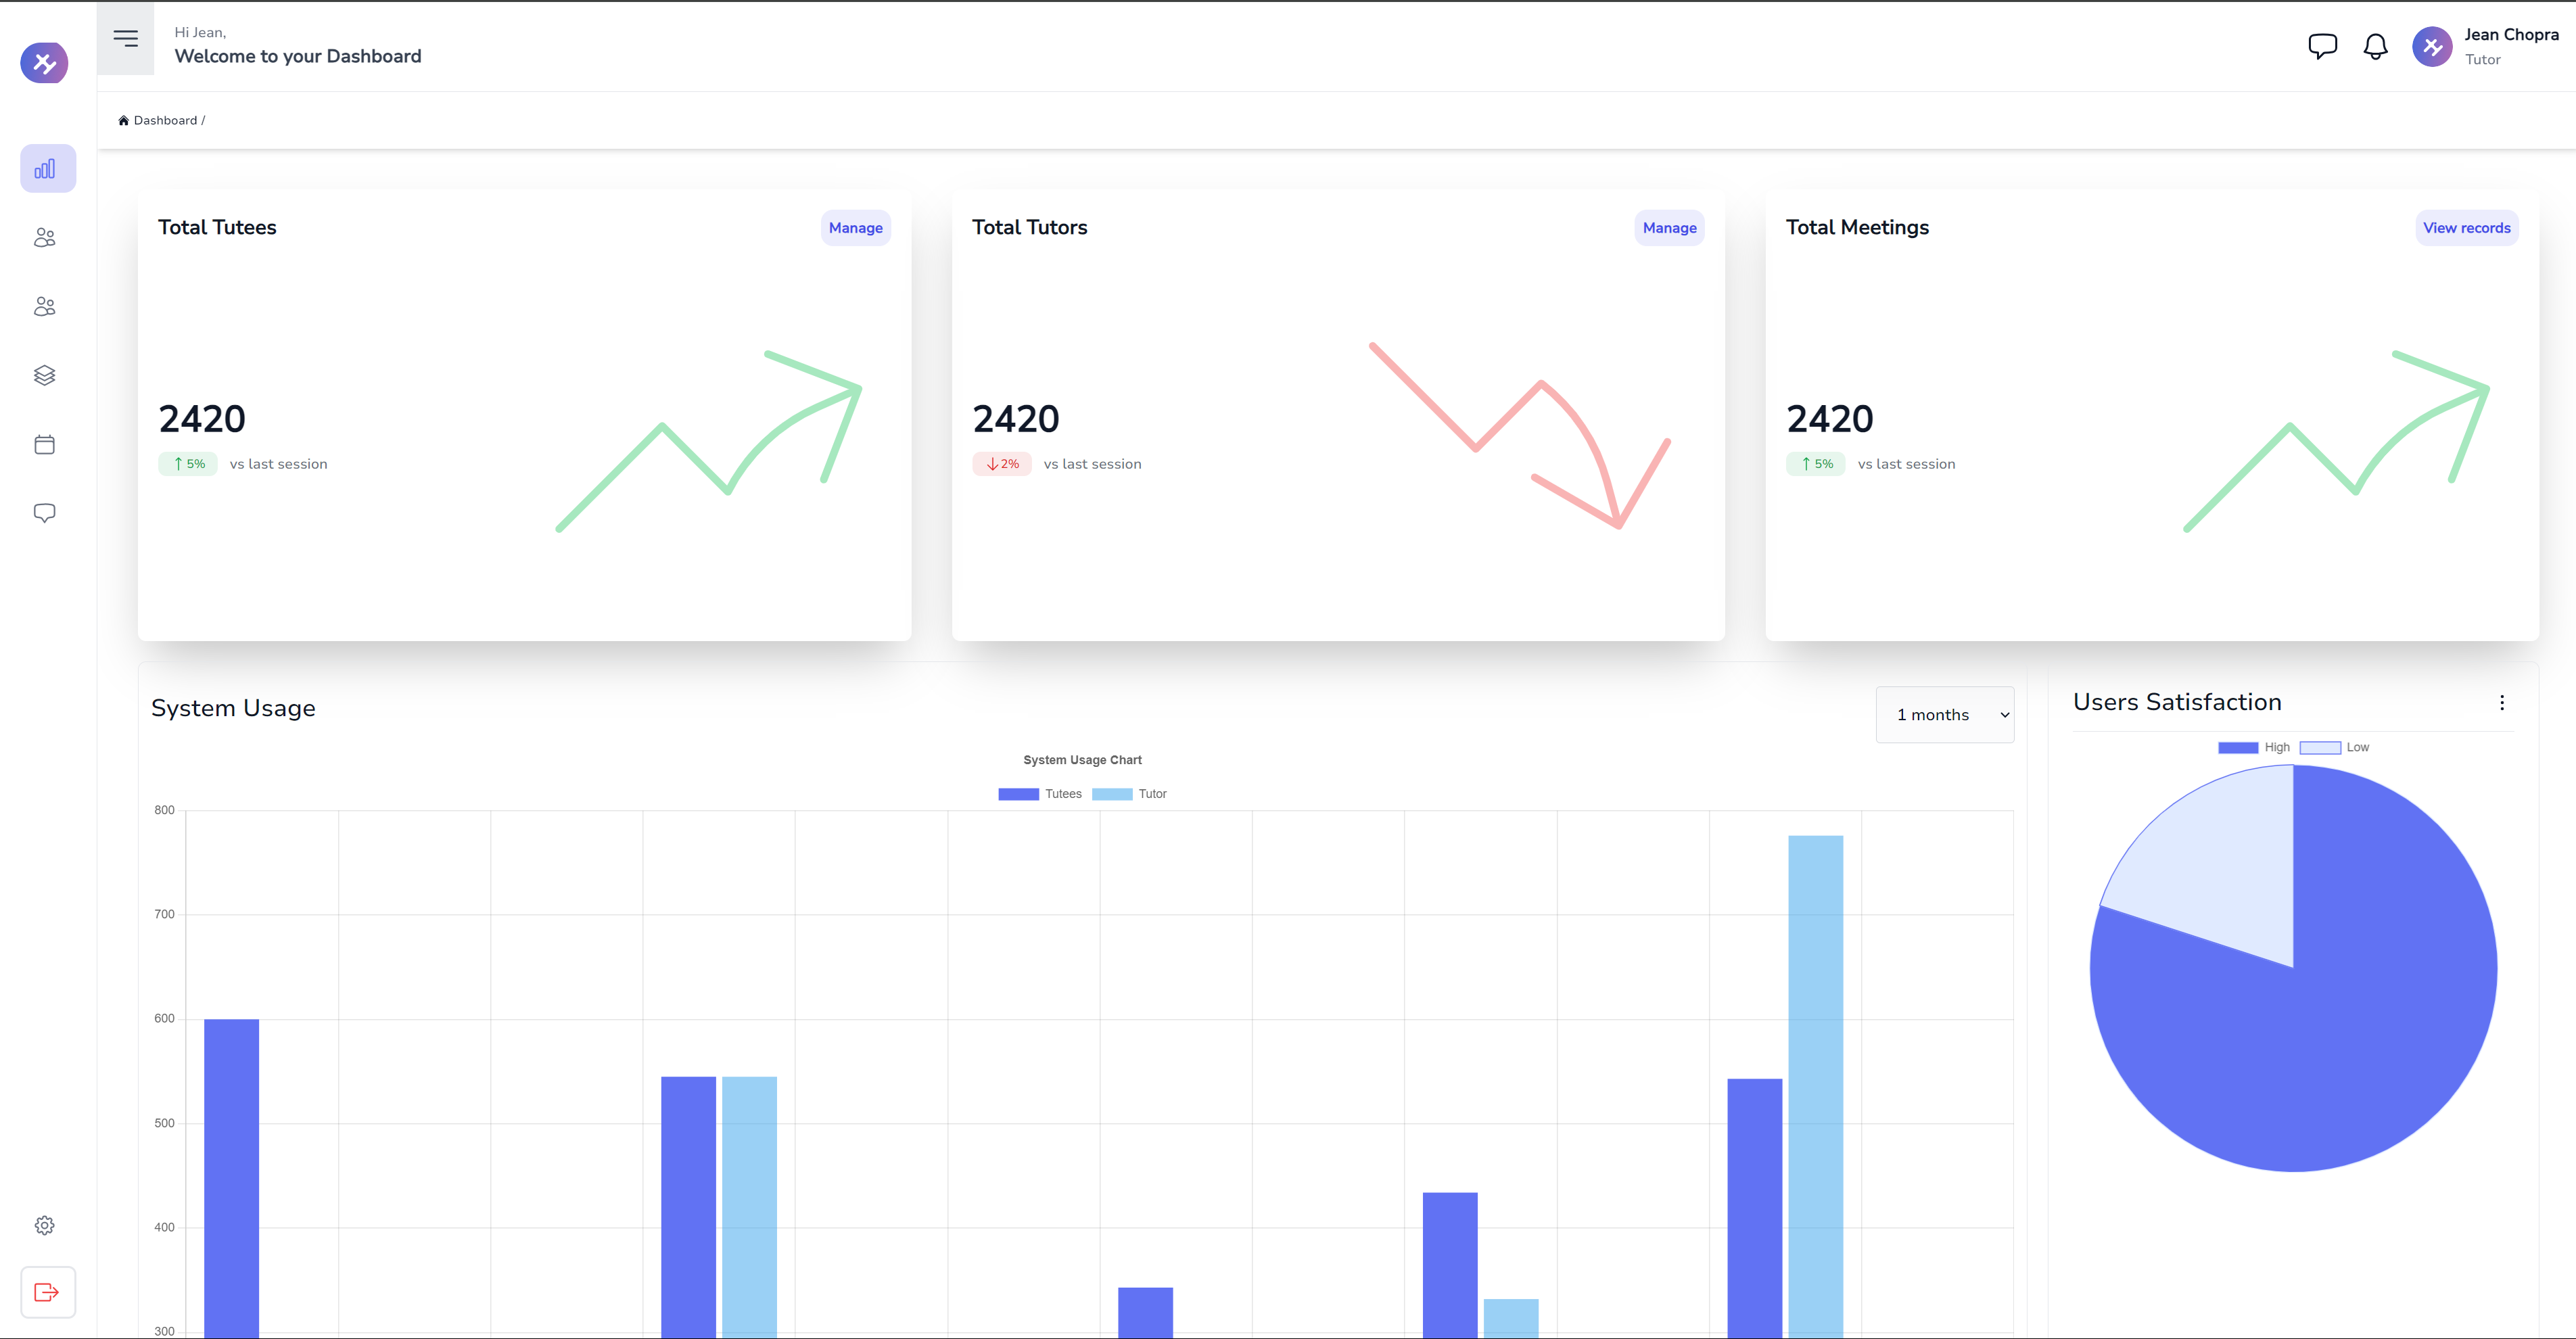 Hi Jean,
Welcome to your Dashboard
Jean Chopra
Tutor
Dashboard /
Total Tutees
Manage
2420
↑ 5% vs last session
Total Tutors
Manage
2420
↓ 2% vs last session
Total Meetings
View records
2420
↑ 5% vs last session
System Usage
1 months
System Usage Chart
Tutees Tutor
800
700
600
500
400
300
Users Satisfaction
High Low